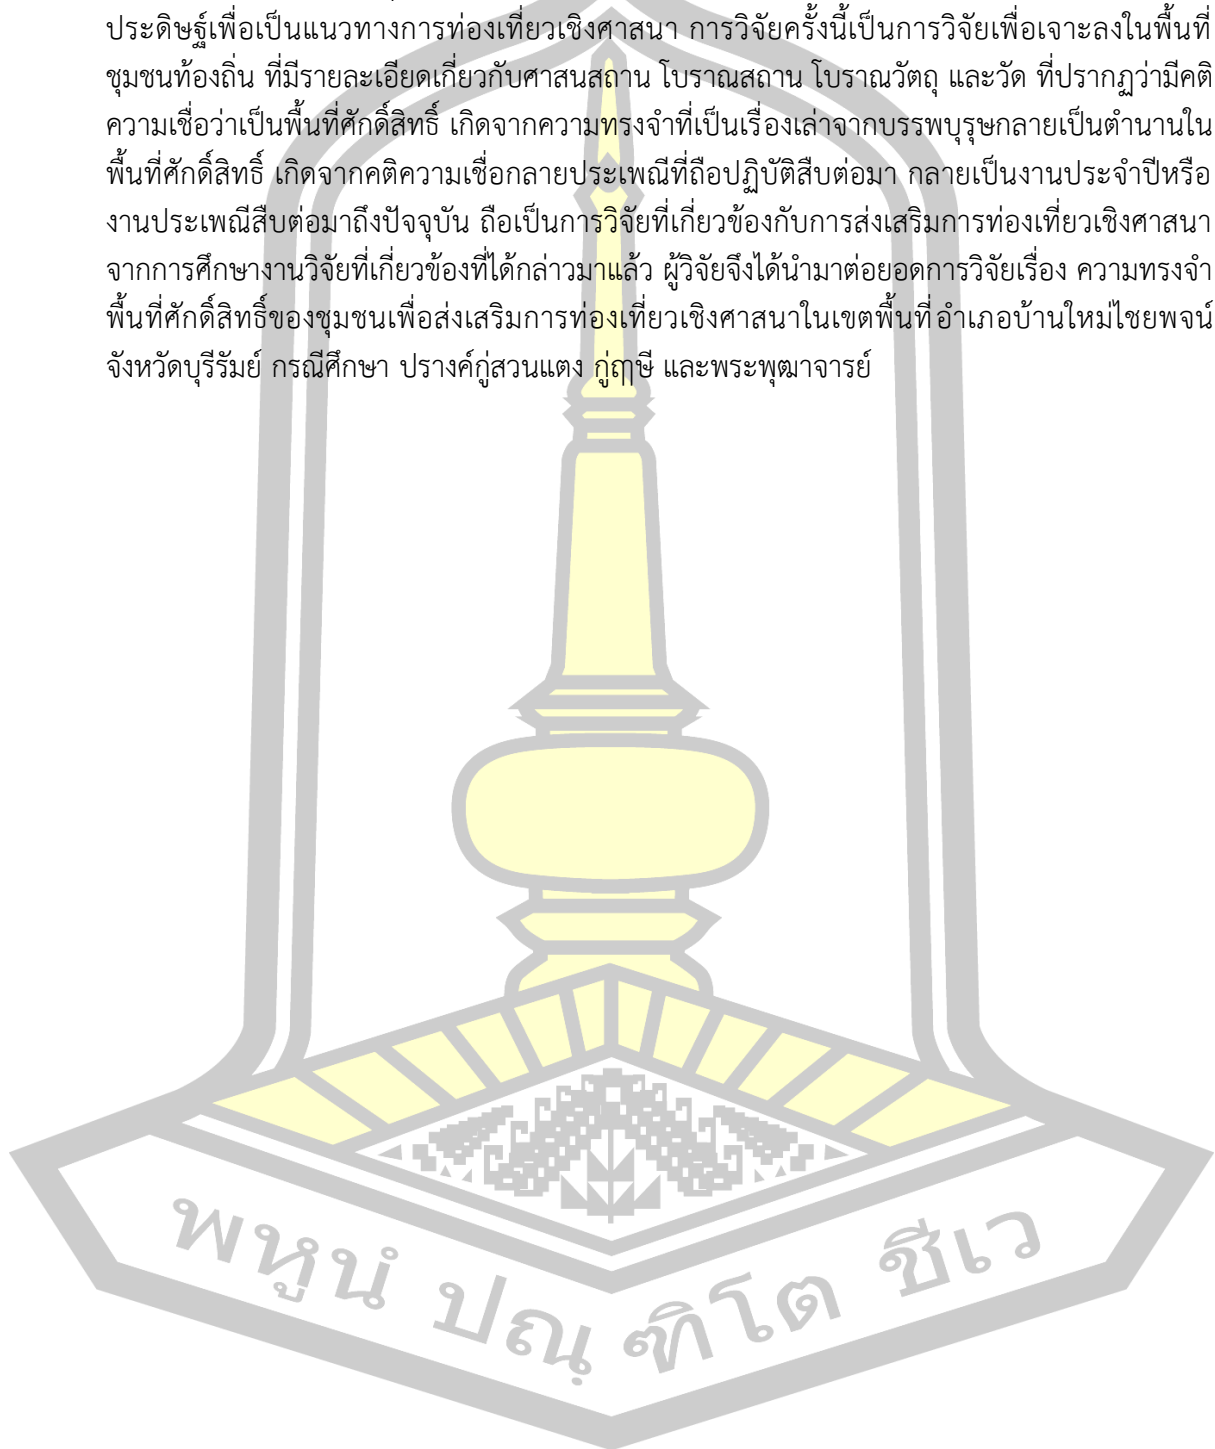 ประดิษฐ์เพื่อเป็นแนวทางการท่องเที่ยวเชิงศาสนา การวิจัยครั้งนี้เป็นการวิจัยเพื่อเจาะลงในพื้นที่
ชุมชนท้องถิ่น ที่มีรายละเอียดเกี่ยวกับศาสนสถาน โบราณสถาน โบราณวัตถุ และวัด ที่ปรากฏว่ามีคติ
ความเชื่อว่าเป็นพื้นที่ศักดิ์สิทธิ์ เกิดจากความทรงจำที่เป็นเรื่องเล่าจากบรรพบุรุษกลายเป็นตำนานใน
พื้นที่ศักดิ์สิทธิ์ เกิดจากคติความเชื่อกลายประเพณีที่ถือปฏิบัติสืบต่อมา กลายเป็นงานประจำปีหรือ
งานประเพณีสืบต่อมาถึงปัจจุบัน ถือเป็นการวิจัยที่เกี่ยวข้องกับการส่งเสริมการท่องเที่ยวเชิงศาสนา
จากการศึกษางานวิจัยที่เกี่ยวข้องที่ได้กล่าวมาแล้ว ผู้วิจัยจึงได้นำมาต่อยอดการวิจัยเรื่อง ความทรงจำ
พื้นที่ศักดิ์สิทธิ์ของชุมชนเพื่อส่งเสริมการท่องเที่ยวเชิงศาสนาในเขตพื้นที่อำเภอบ้านใหม่ไชยพจน์
จังหวัดบุรีรัมย์ กรณีศึกษา ปรางค์กู่สวนแตง กู่ฤาษี และพระพุฒาจารย์
พหูนํ ปณฺฑิโต ชีเว